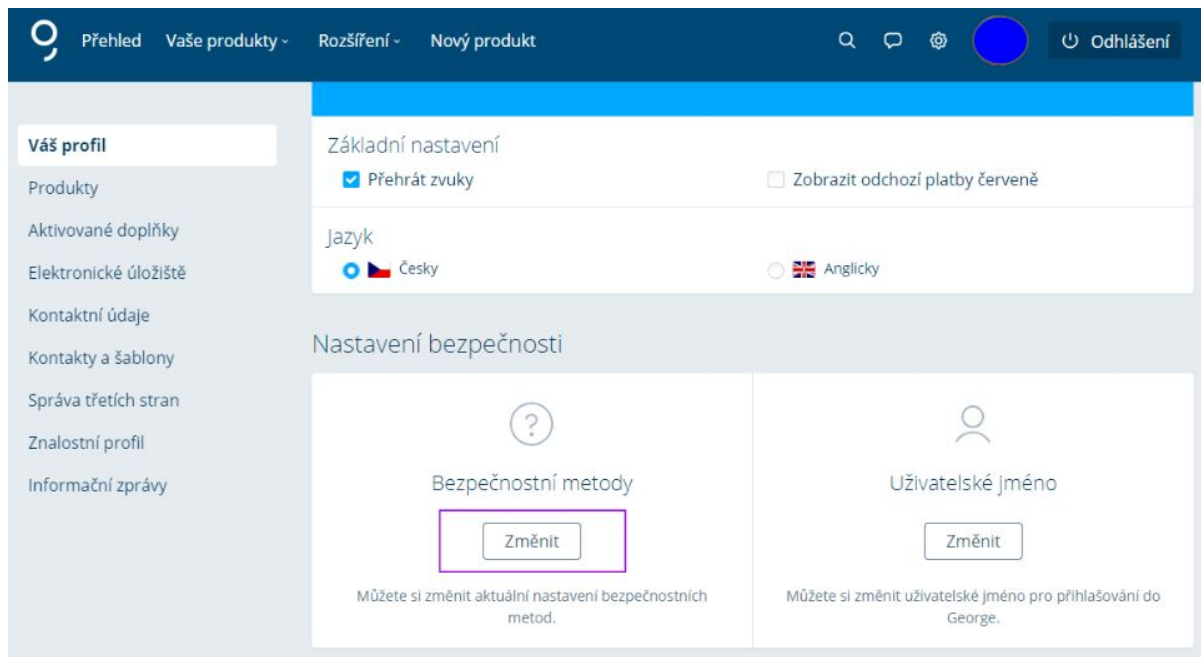 Přehled Vaše produkty Rozšíření Nový produkt Odhlášení
Váš profil
Produkty
Aktivované doplňky
Elektronické úložiště
Kontaktní údaje
Kontakty a šablony
Správa třetích stran
Znalostní profil
Informační zprávy
Základní nastavení
Přehrát zvuky Zobrazit odchozí platby červeně
Jazyk
Česky Anglicky
Nastavení bezpečnosti
Bezpečnostní metody
Změnit
Můžete si změnit aktuální nastavení bezpečnostních
metod.
Uživatelské jméno
Změnit
Můžete si změnit uživatelské jméno pro přihlašování do
George.